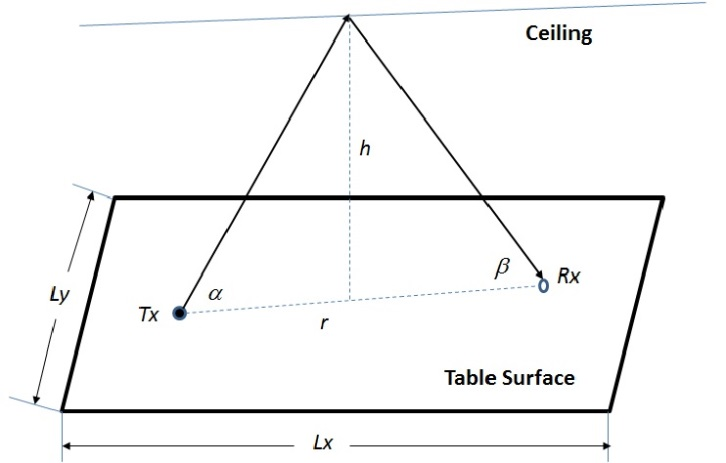 Ceiling
h
Ly
α
β
Rx
Tx
r
Table Surface
Lx